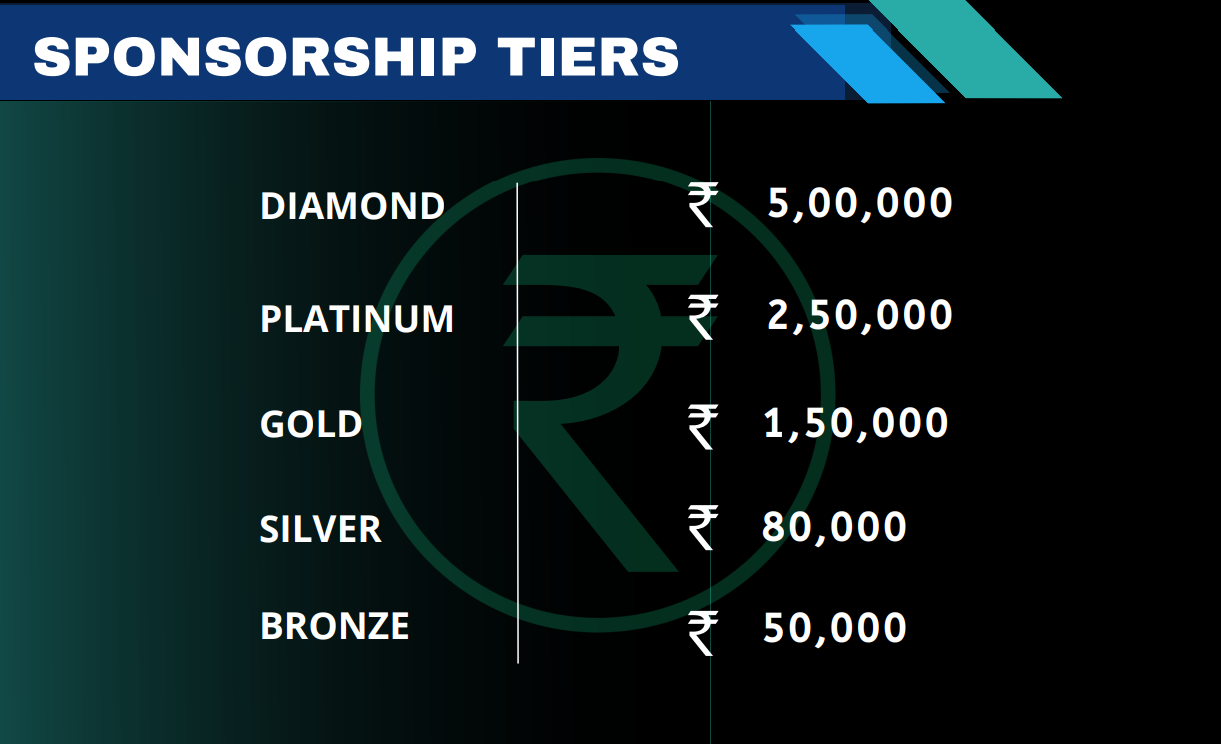 SPONSORSHIP TIERS
DIAMOND ₹ 5,00,000
PLATINUM ₹ 2,50,000
GOLD ₹ 1,50,000
SILVER ₹ 80,000
BRONZE ₹ 50,000